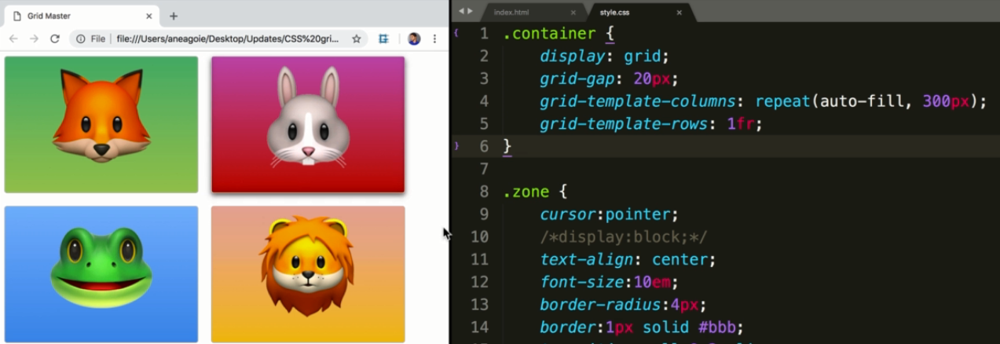 Grid Master
File file:///Users/aneagoie/Desktop/Updates/CSS%20gri...
index.html
style.css
1 .container {
2 display: grid;
3 grid-gap: 20px;
4 grid-template-columns: repeat(auto-fill, 300px);
5 grid-template-rows: 1fr;
6 }
7
8 .zone {
9 cursor:pointer;
10 /*display:block;*/
11 text-align: center;
12 font-size:10em;
13 border-radius:4px;
14 border:1px solid #bbb;